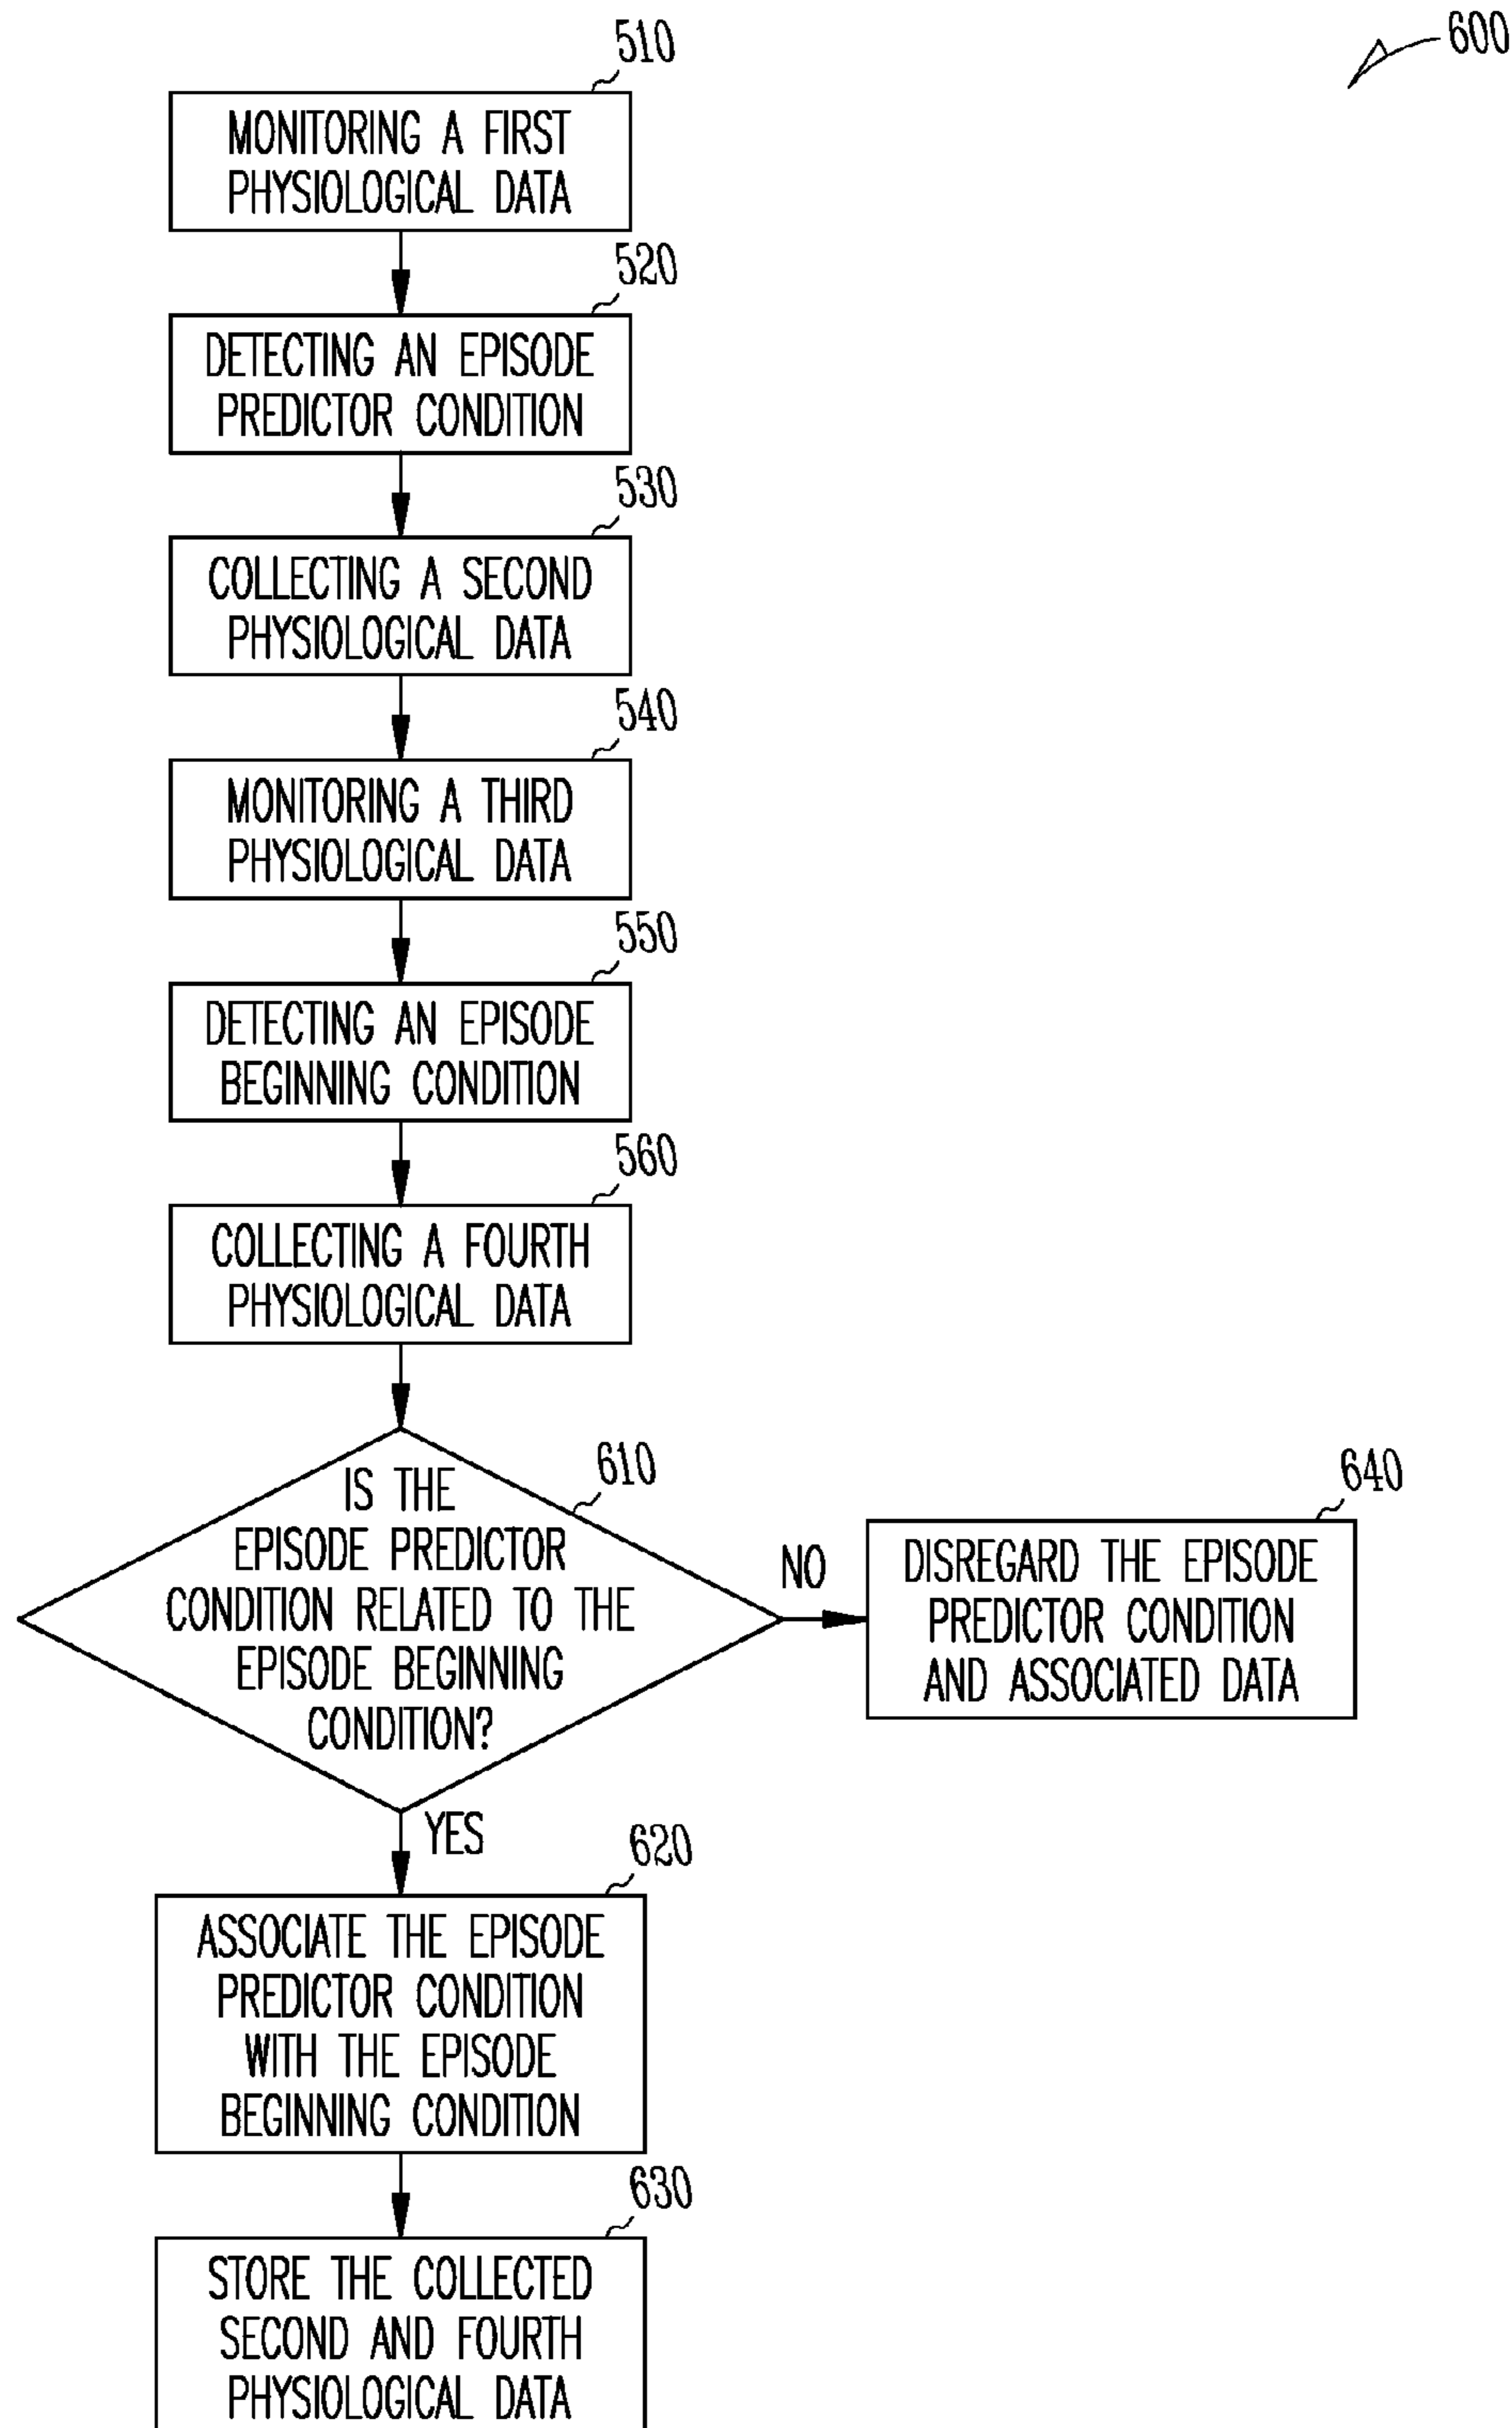 600
510
MONITORING A FIRST
PHYSIOLOGICAL DATA
520
DETECTING AN EPISODE
PREDICTOR CONDITION
530
COLLECTING A SECOND
PHYSIOLOGICAL DATA
540
MONITORING A THIRD
PHYSIOLOGICAL DATA
550
DETECTING AN EPISODE
BEGINNING CONDITION
560
COLLECTING A FOURTH
PHYSIOLOGICAL DATA
610
IS THE
EPISODE PREDICTOR
CONDITION RELATED TO THE
EPISODE BEGINNING
CONDITION?
NO
640
DISREGARD THE EPISODE
PREDICTOR CONDITION
AND ASSOCIATED DATA
YES
620
ASSOCIATE THE EPISODE
PREDICTOR CONDITION
WITH THE EPISODE
BEGINNING CONDITION
630
STORE THE COLLECTED
SECOND AND FOURTH
PHYSIOLOGICAL DATA